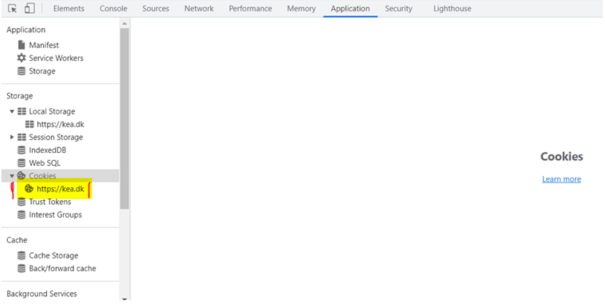 Elements Console Sources Network Performance Memory Application Security Lighthouse
Application
Manifest
Service Workers
Storage
Storage
Local Storage
https://kea.dk
Session Storage
IndexedDB
Web SQL
Cookies
https://kea.dk
Trust Tokens
Interest Groups
Cache
Cache Storage
Back/forward cache
Background Services
Cookies
Learn more